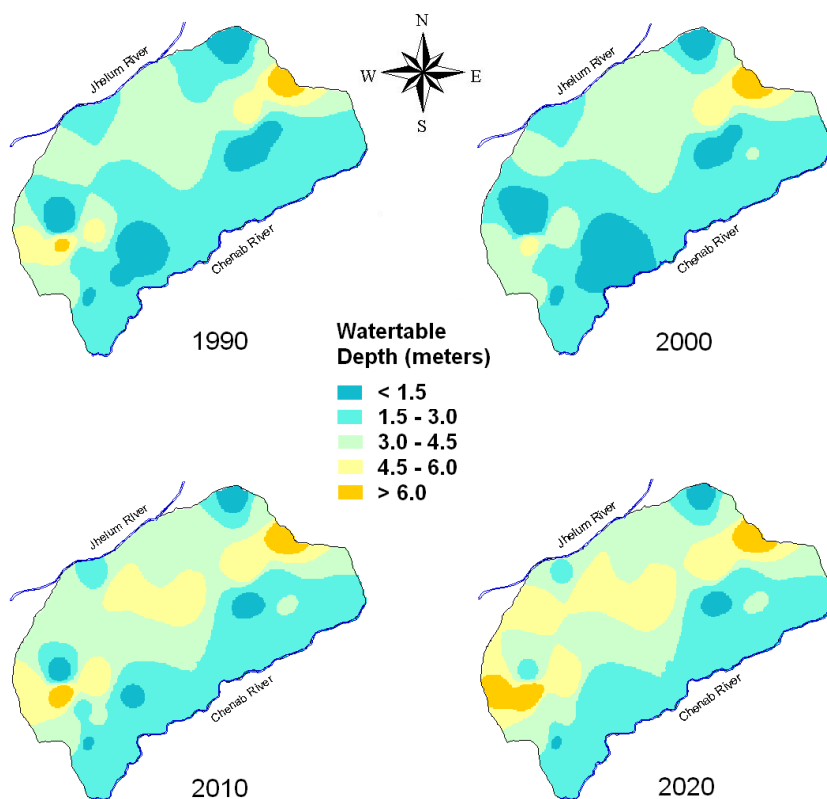 N
Jhelum River
W E
S
Chenab River
1990
Jhelum River
Chenab River
2000
Watertable
Depth (meters)
< 1.5
1.5 - 3.0
3.0 - 4.5
4.5 - 6.0
> 6.0
Jhelum River
Chenab River
2010
Jhelum River
Chenab River
2020